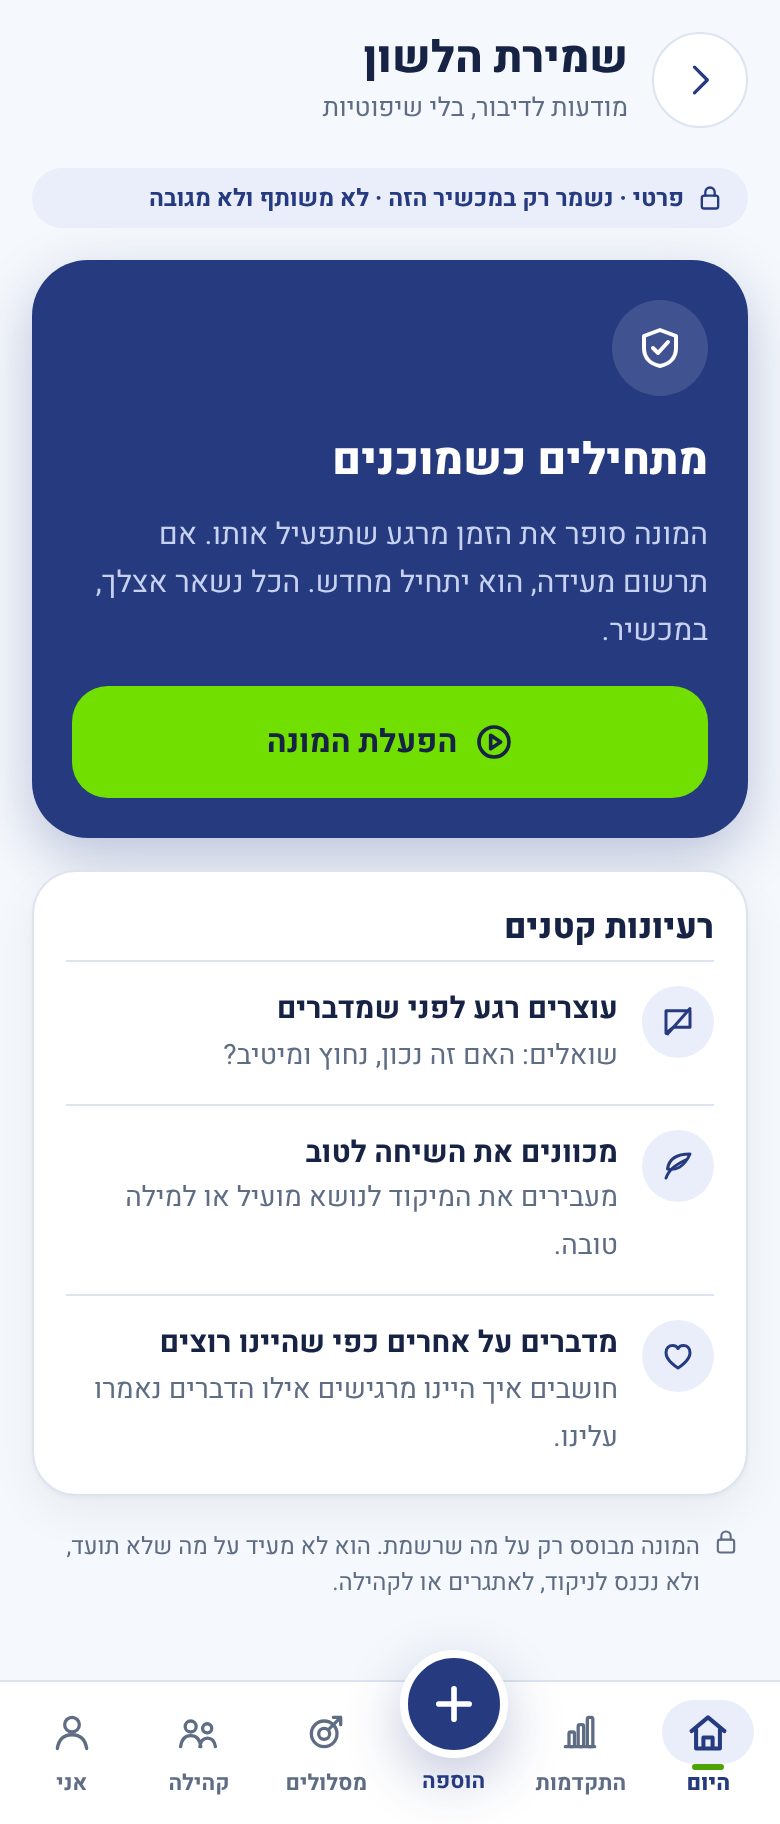 שמירת הלשון
מודעות לדיבור, בלי שיפוטיות
פרטי · נשמר רק במכשיר הזה · לא משותף ולא מגובה
מתחילים כשמוכנים
המונה סופר את הזמן מרגע שתפעיל אותו. אם
תרשום מעידה, הוא יתחיל מחדש. הכל נשאר אצלך,
במכשיר.
הפעלת המונה
רעיונות קטנים
עוצרים רגע לפני שמדברים
שואלים: האם זה נכון, נחוץ ומיטיב?
מכוונים את השיחה לטוב
מעבירים את המיקוד לנושא מועיל או למילה
טובה.
מדברים על אחרים כפי שהיינו רוצים
חושבים איך היינו מרגישים אילו הדברים נאמרו
עלינו.
המונה מבוסס רק על מה שרשמת. הוא לא מעיד על מה שלא תועד,
ולא נכנס לניקוד, לאתגרים או לקהילה.
היום
התקדמות
הוספה
מסלולים
קהילה
אני